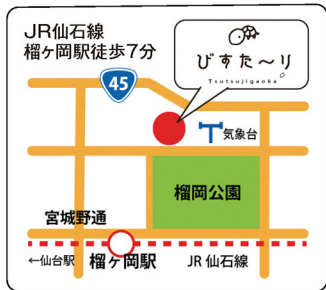 JR仙石線
榴ヶ岡駅徒歩7分
びすた〜り
Tsutsujigaoka
45
気象台
榴岡公園
宮城野通
←仙台駅
榴ヶ岡駅
JR 仙石線